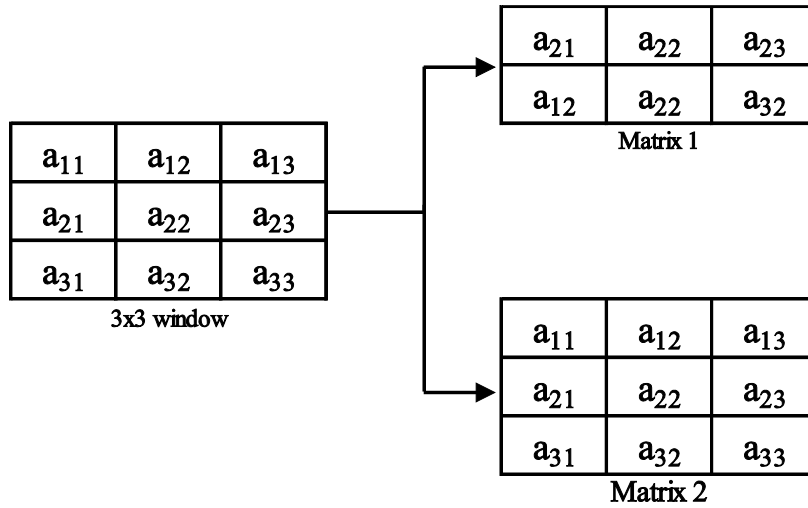 a11 a12 a13
a21 a22 a23
a31 a32 a33
3x3 window
a21 a22 a23
a12 a22 a32
Matrix 1
a11 a12 a13
a21 a22 a23
a31 a32 a33
Matrix 2